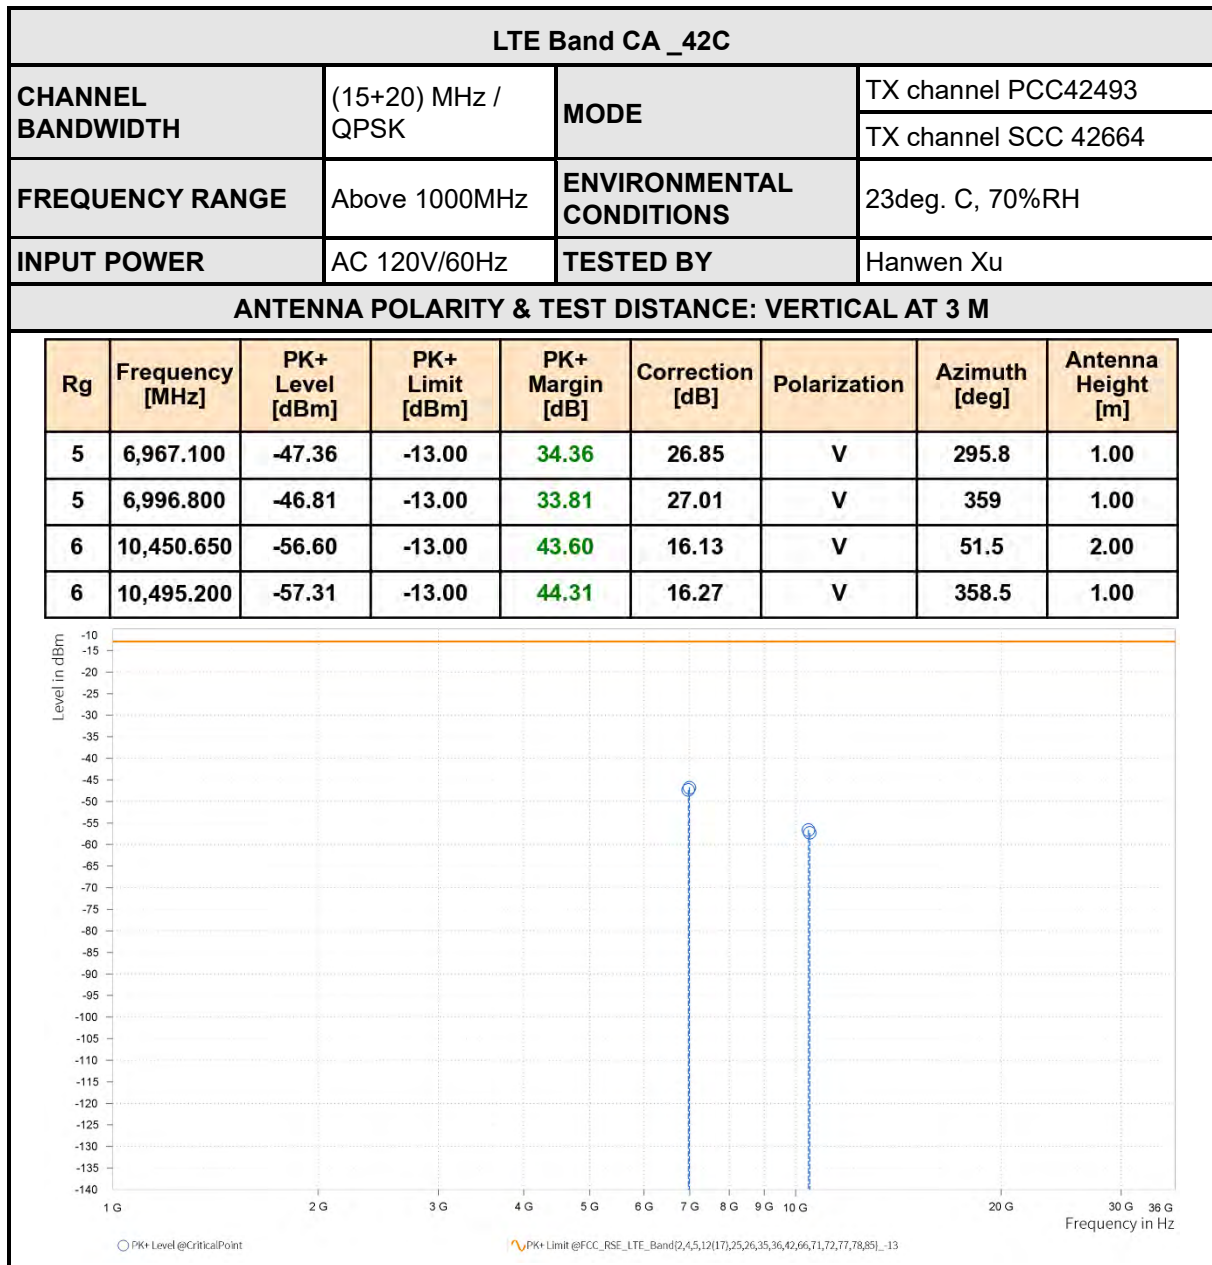 LTE Band CA _42C
CHANNEL BANDWIDTH (15+20) MHz / QPSK MODE TX channel PCC42493
TX channel SCC 42664
FREQUENCY RANGE Above 1000MHz ENVIRONMENTAL CONDITIONS 23deg. C, 70%RH
INPUT POWER AC 120V/60Hz TESTED BY Hanwen Xu
ANTENNA POLARITY & TEST DISTANCE: VERTICAL AT 3 M
Rg Frequency [MHz] PK+ Level [dBm] PK+ Limit [dBm] PK+ Margin [dB] Correction [dB] Polarization Azimuth [deg] Antenna Height [m]
5 6,967.100 -47.36 -13.00 34.36 26.85 V 295.8 1.00
5 6,996.800 -46.81 -13.00 33.81 27.01 V 359 1.00
6 10,450.650 -56.60 -13.00 43.60 16.13 V 51.5 2.00
6 10,495.200 -57.31 -13.00 44.31 16.27 V 358.5 1.00
Level in dBm
-10
-15
-20
-25
-30
-35
-40
-45
-50
-55
-60
-65
-70
-75
-80
-85
-90
-95
-100
-105
-110
-115
-120
-125
-130
-135
-140
1 G 2 G 3 G 4 G 5 G 6 G 7 G 8 G 9 G 10 G 20 G 30 G 36 G
Frequency in Hz
PK+ Level @CriticalPoint PK+ Limit @FCC_RSE_LTE_Band(2,4,5,12(17),25,26,35,36,42,66,71,72,77,78,85)_-13